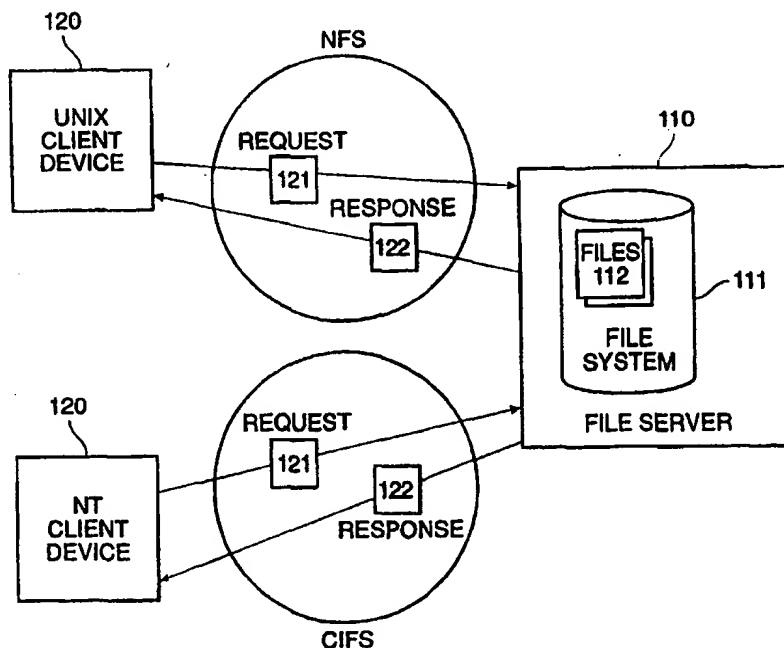 120
UNIX
CLIENT
DEVICE
NFS
REQUEST
121
RESPONSE
122
110
FILES
112
FILE
SYSTEM
111
FILE SERVER
120
NT
CLIENT
DEVICE
REQUEST
121
122
RESPONSE
CIFS